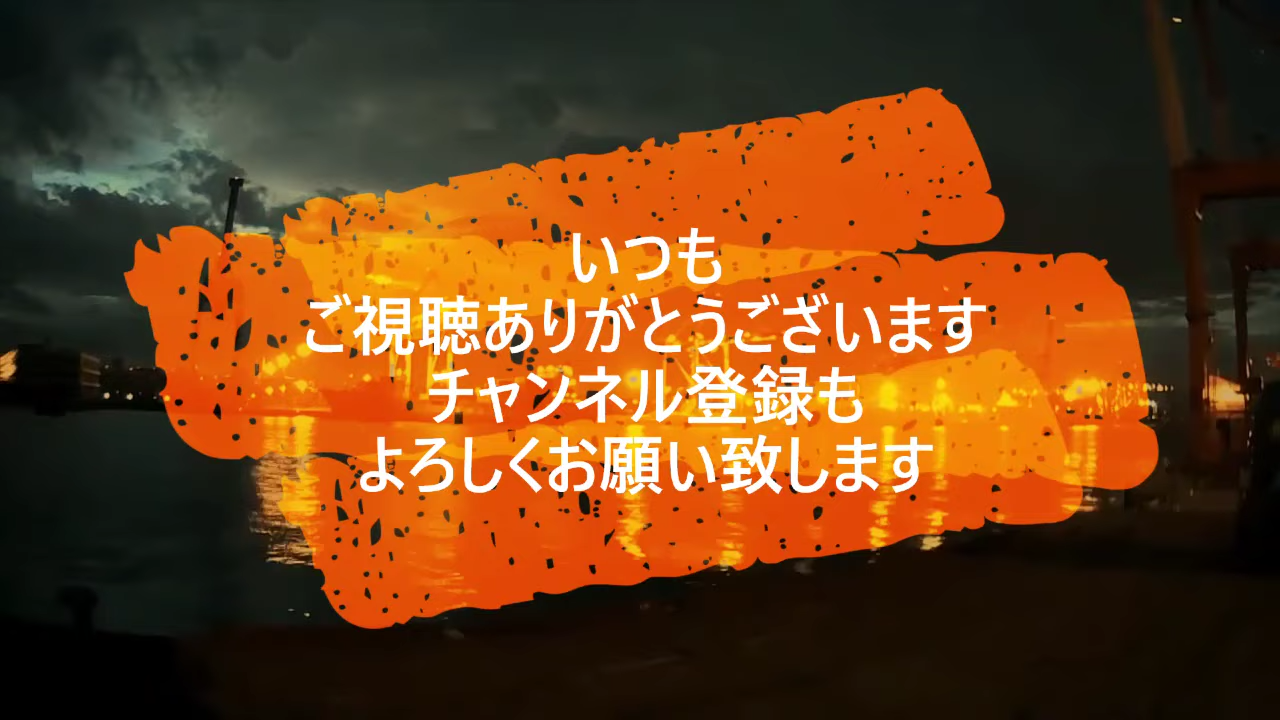 いつも
ご視聴ありがとうございます
チャンネル登録も
よろしくお願い致します